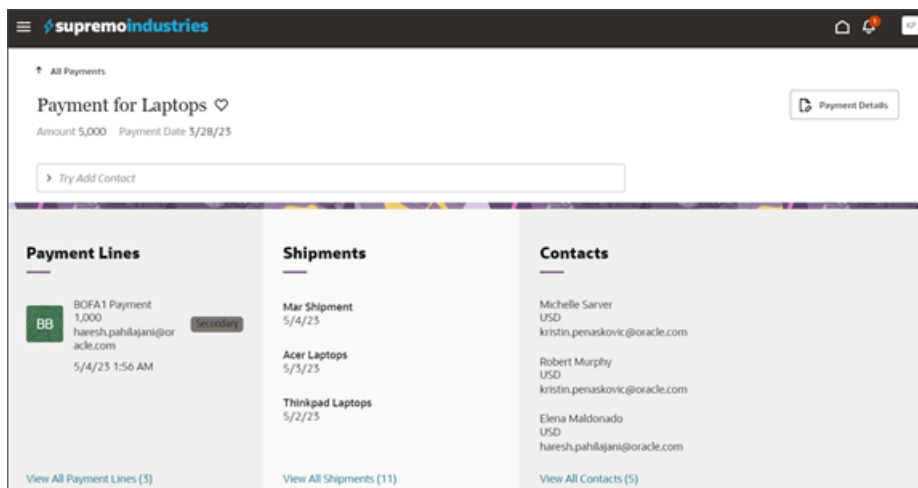 supremoindustries
1
KP
All Payments
Payment for Laptops
Payment Details
Amount 5,000 Payment Date 3/28/23
Try Add Contact
Payment Lines
BB
BOFA1 Payment
1,000
haresh.pahilajani@or
acle.com
5/4/23 1:56 AM
Secondary
View All Payment Lines (3)
Shipments
Mar Shipment
5/4/23
Acer Laptops
5/3/23
Thinkpad Laptops
5/2/23
View All Shipments (11)
Contacts
Michelle Sarver
USD
kristin.penaskovic@oracle.com
Robert Murphy
USD
kristin.penaskovic@oracle.com
Elena Maldonado
USD
haresh.pahilajani@oracle.com
View All Contacts (5)